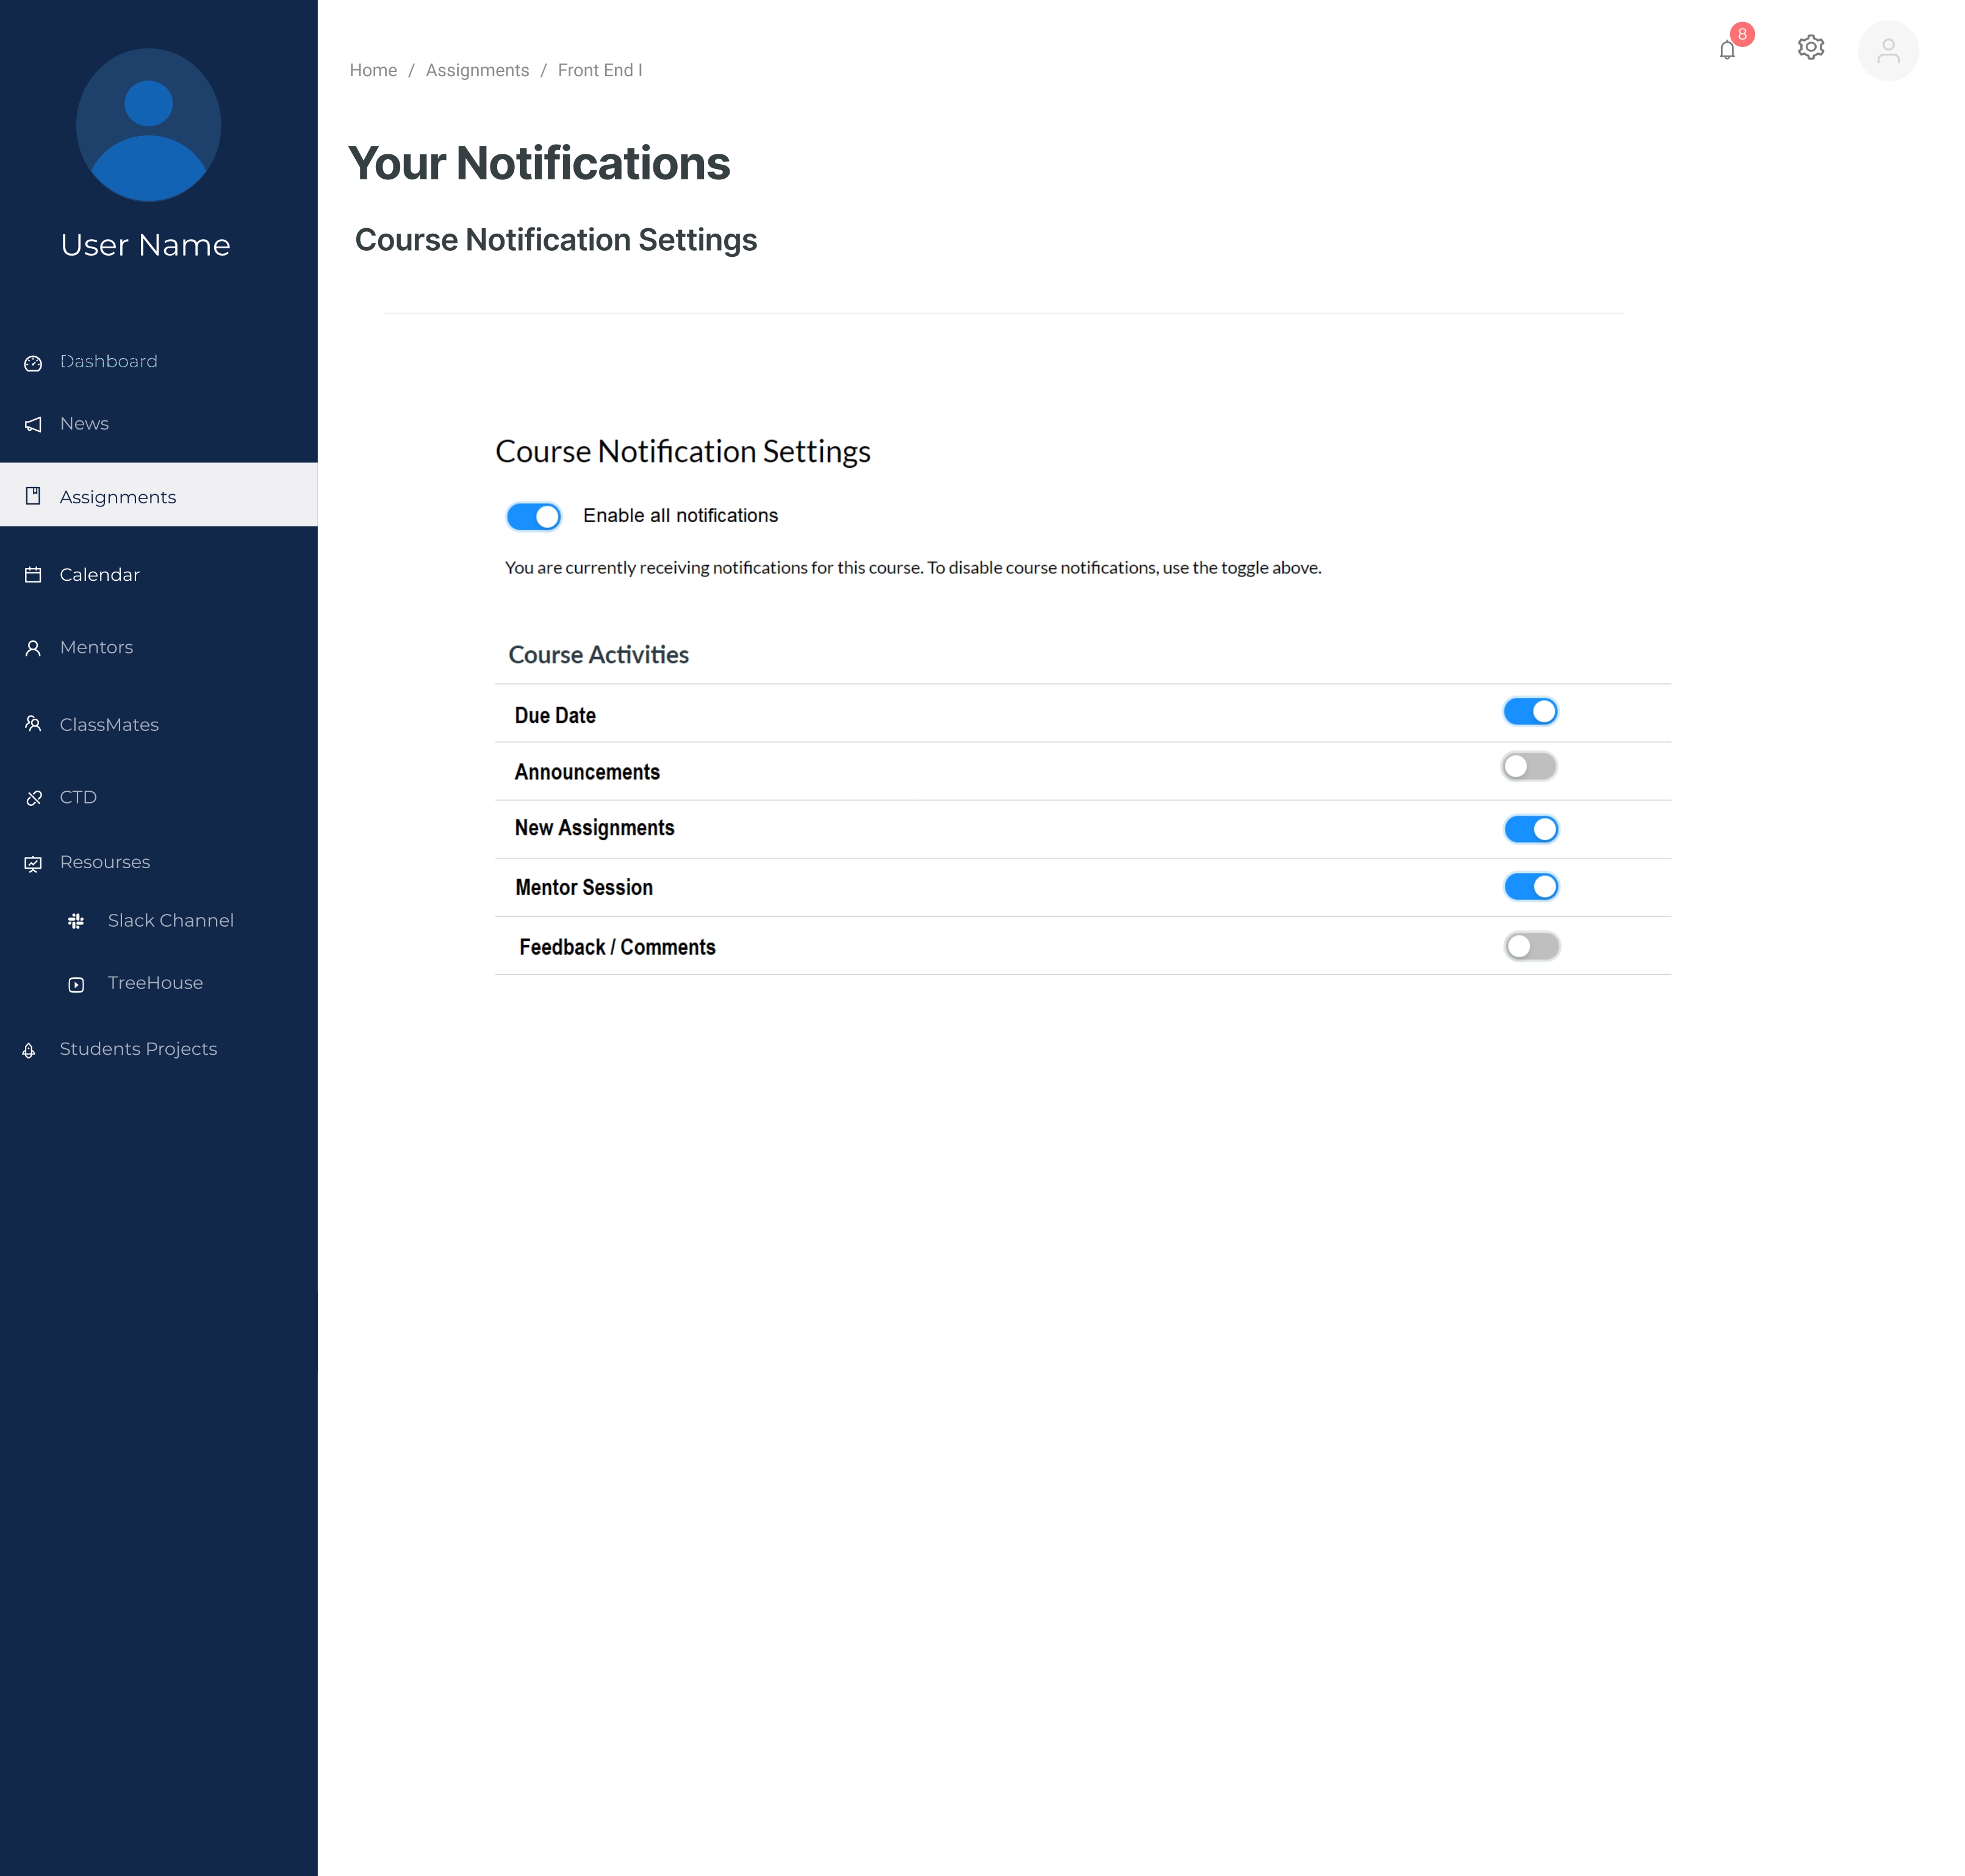 8
Home / Assignments / Front End I
Your Notifications
Course Notification Settings
User Name
Dashboard
News
Assignments
Calendar
Mentors
ClassMates
CTD
Resourses
Slack Channel
TreeHouse
Students Projects
Course Notification Settings
Enable all notifications
You are currently receiving notifications for this course. To disable course notifications, use the toggle above.
Course Activities
Due Date
Announcements
New Assignments
Mentor Session
Feedback / Comments